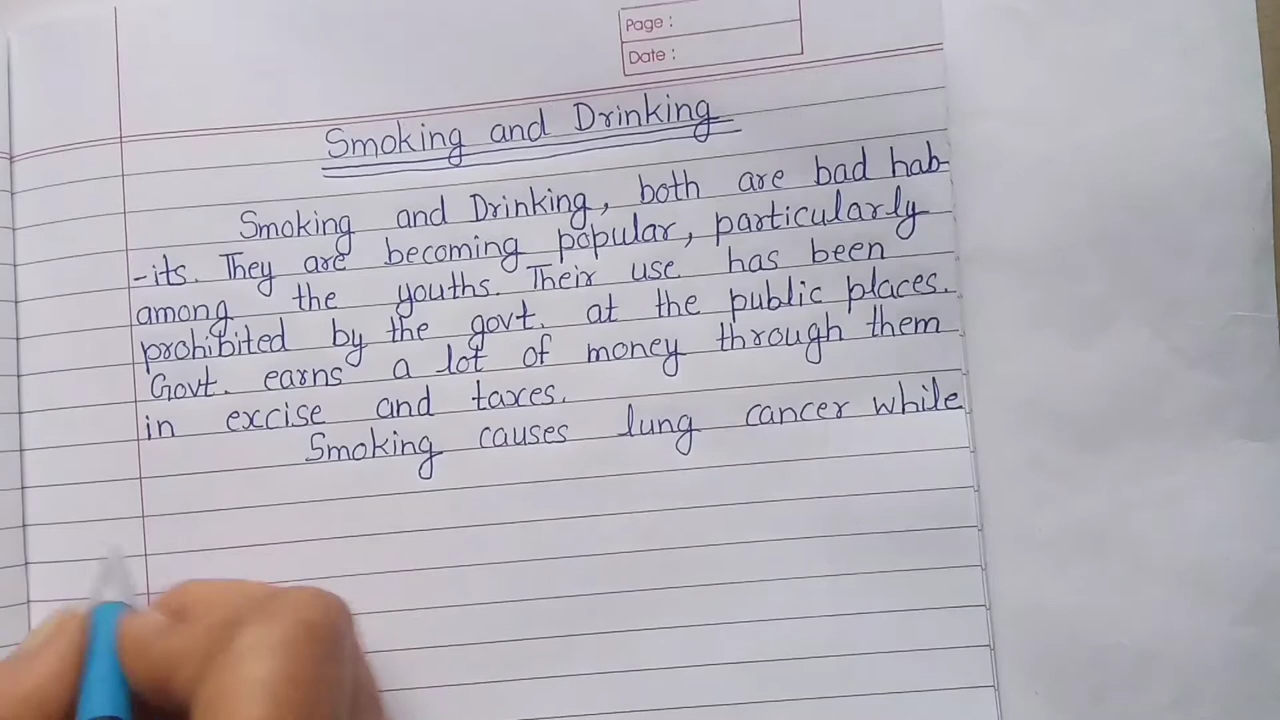 Page :
Date :
Smoking and Drinking
Smoking and Drinking, both are bad hab-
-its. They are becoming popular, particularly
among the youths. Their use has been
prohibited by the govt. at the public places.
Govt. earns a lot of money through them
in excise and taxes.
Smoking causes lung cancer while